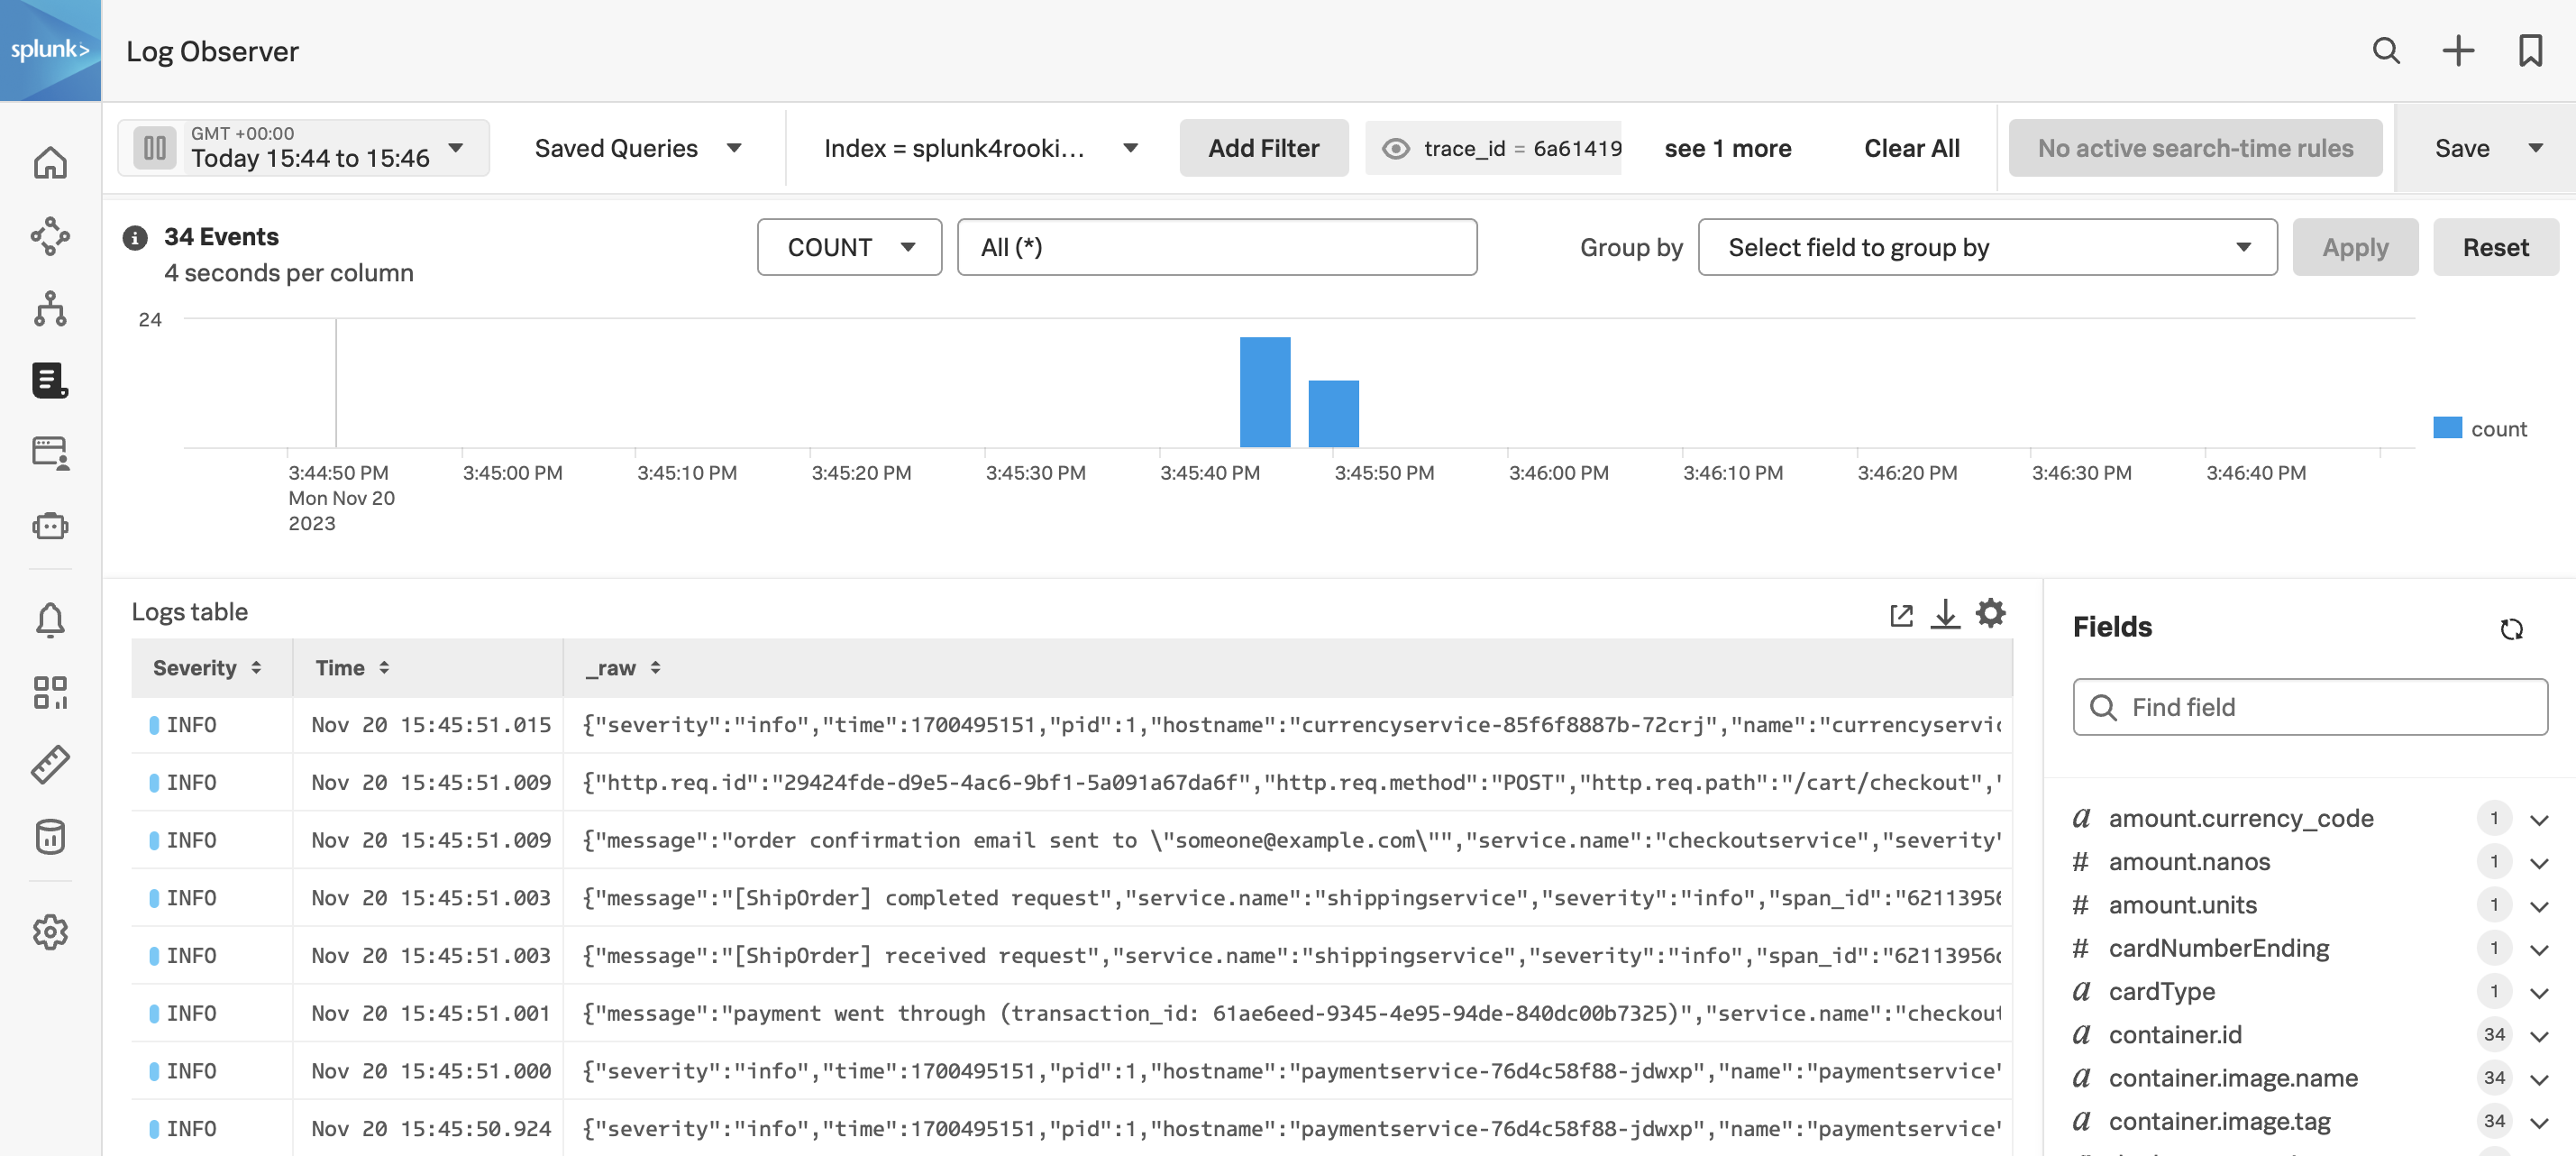 splunk>
Log Observer
GMT +00:00
Today 15:44 to 15:46
Saved Queries
Index = splunk4rooki...
Add Filter
trace_id = 6a61419
see 1 more
Clear All
No active search-time rules
Save
34 Events
4 seconds per column
COUNT
All (*)
Group by
Select field to group by
Apply
Reset
24
count
3:44:50 PM 3:45:00 PM 3:45:10 PM 3:45:20 PM 3:45:30 PM 3:45:40 PM 3:45:50 PM 3:46:00 PM 3:46:10 PM 3:46:20 PM 3:46:30 PM 3:46:40 PM
Mon Nov 20
2023
Logs table
Severity Time _raw
INFO Nov 20 15:45:51.015 {"severity":"info","time":1700495151,"pid":1,"hostname":"currencyservice-85f6f8887b-72crj","name":"currencyservic
INFO Nov 20 15:45:51.009 {"http.req.id":"29424fde-d9e5-4ac6-9bf1-5a091a67da6f","http.req.method":"POST","http.req.path":"/cart/checkout","
INFO Nov 20 15:45:51.009 {"message":"order confirmation email sent to \"someone@example.com\"","service.name":"checkoutservice","severity"
INFO Nov 20 15:45:51.003 {"message":"[ShipOrder] completed request","service.name":"shippingservice","severity":"info","span_id":"62113956
INFO Nov 20 15:45:51.003 {"message":"[ShipOrder] received request","service.name":"shippingservice","severity":"info","span_id":"62113956
INFO Nov 20 15:45:51.001 {"message":"payment went through (transaction_id: 61ae6eed-9345-4e95-94de-840dc00b7325)","service.name":"checkout
INFO Nov 20 15:45:51.000 {"severity":"info","time":1700495151,"pid":1,"hostname":"paymentservice-76d4c58f88-jdwxp","name":"paymentservice"
INFO Nov 20 15:45:50.924 {"severity":"info","time":1700495151,"pid":1,"hostname":"paymentservice-76d4c58f88-jdwxp","name":"paymentservice"
Fields
Find field
a amount.currency_code 1
# amount.nanos 1
# amount.units 1
# cardNumberEnding 1
a cardType 1
a container.id 34
a container.image.name 34
a container.image.tag 34